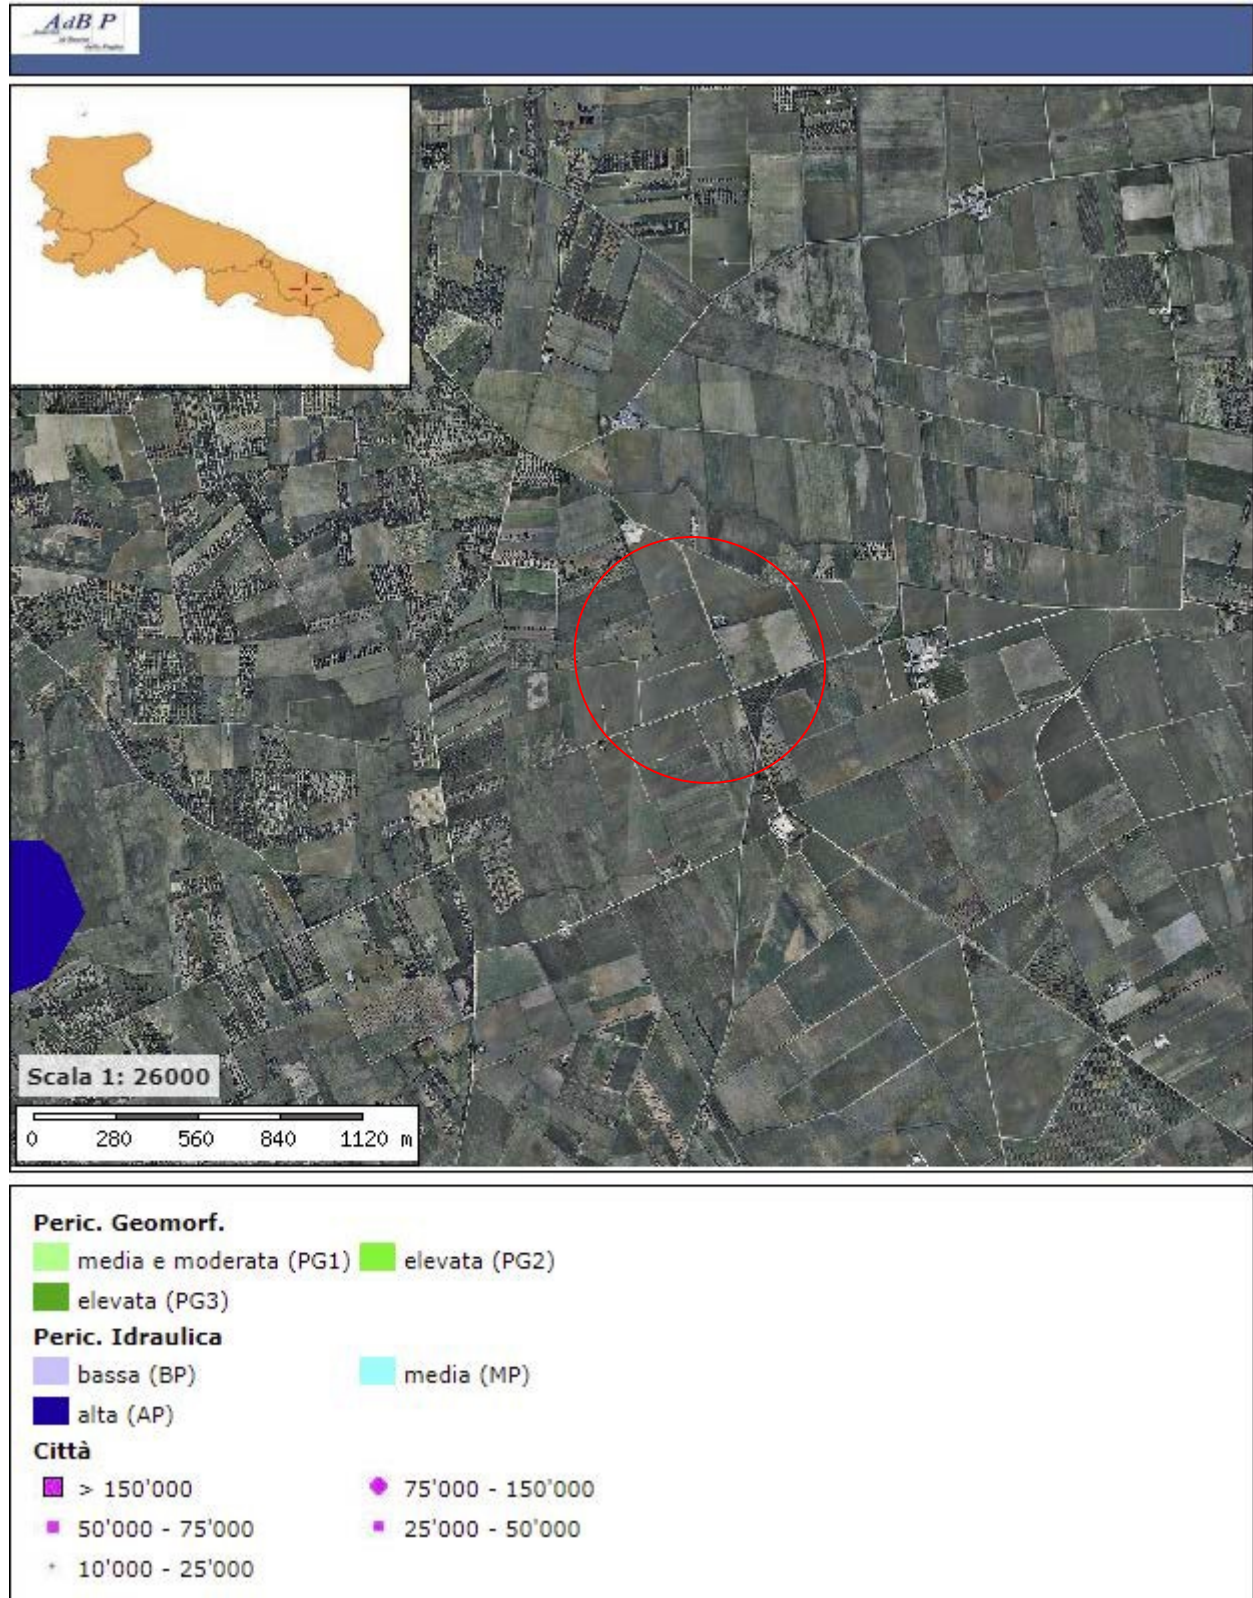 AdB P
Scala 1: 26000
0 280 560 840 1120 m
Peric. Geomorf.
media e moderata (PG1) elevata (PG2)
elevata (PG3)
Peric. Idraulica
bassa (BP) media (MP)
alta (AP)
Città
> 150'000 75'000 - 150'000
50'000 - 75'000 25'000 - 50'000
10'000 - 25'000